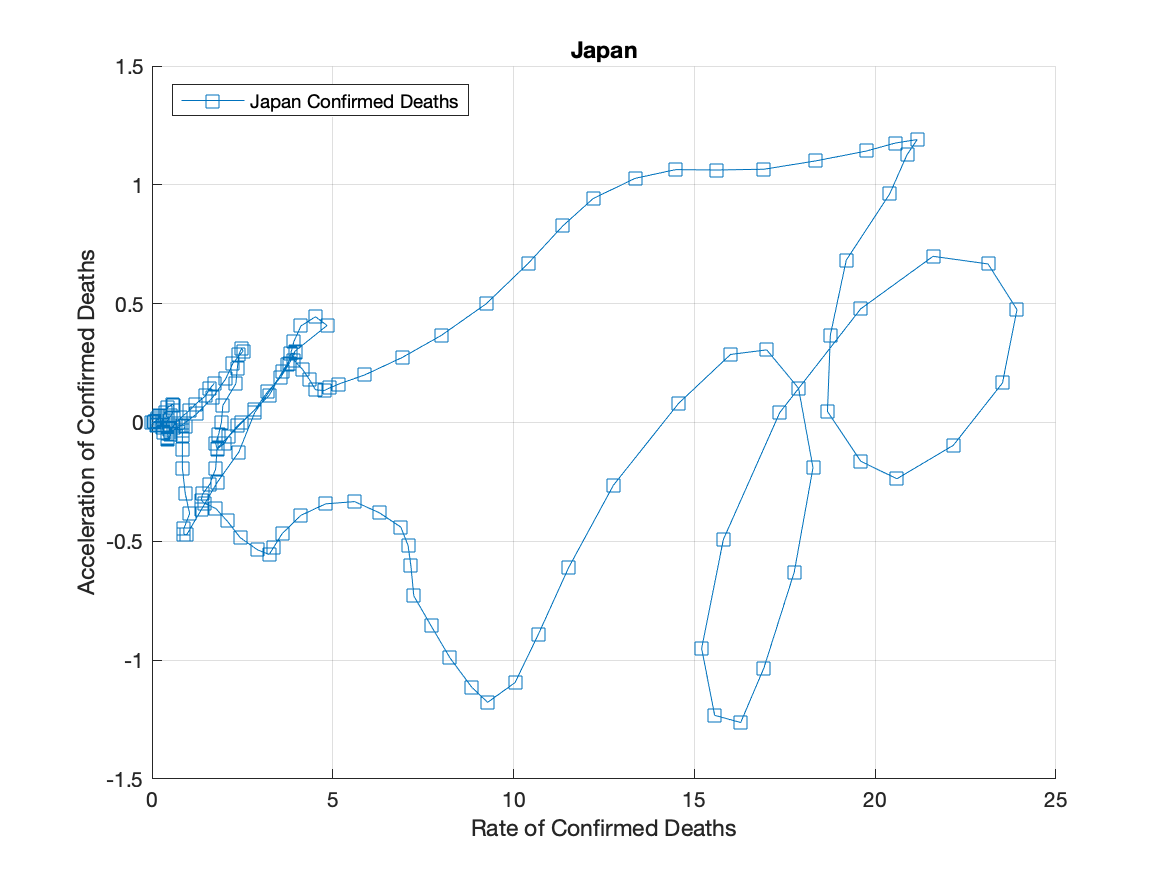 Japan
Japan Confirmed Deaths
1.5
1
0.5
0
-0.5
-1
-1.5
Acceleration of Confirmed Deaths
0 5 10 15 20 25
Rate of Confirmed Deaths